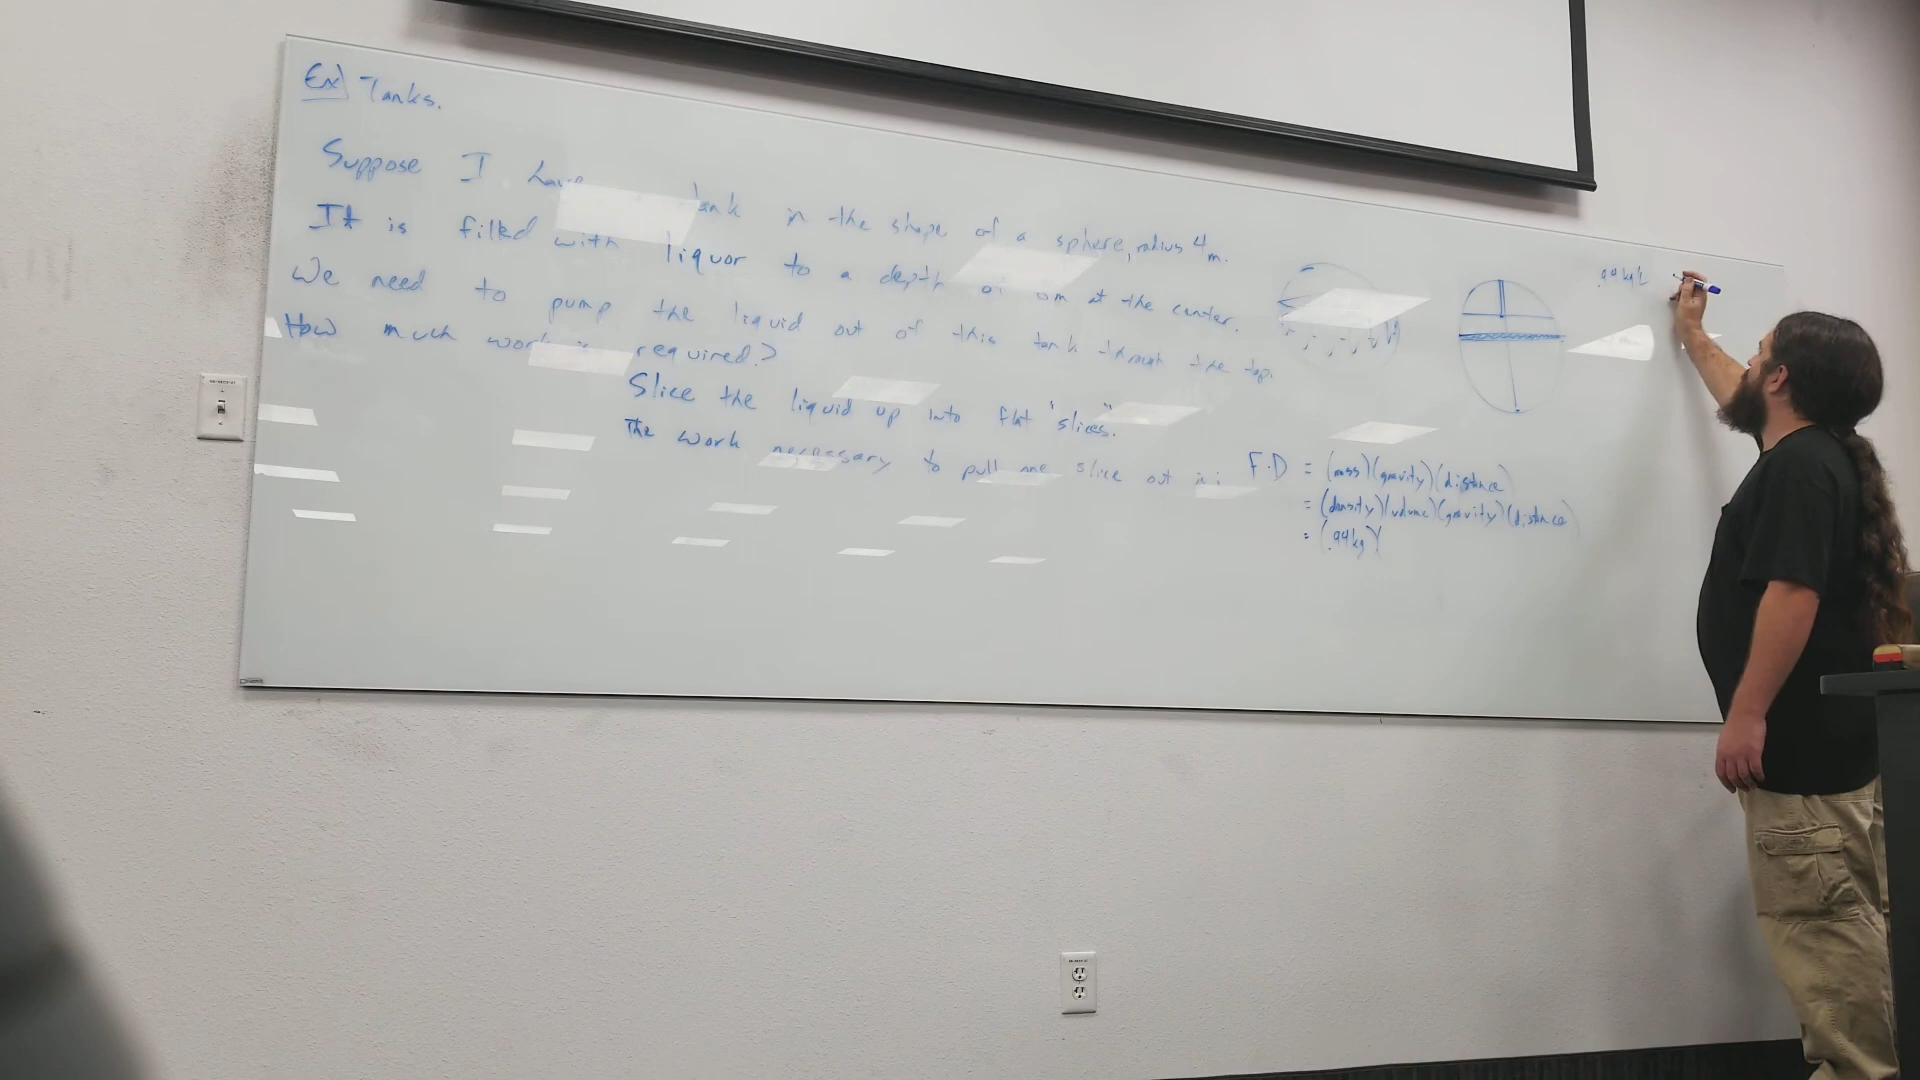 Ex) Tanks.
Suppose I have tank in the shape of a sphere, radius 4m.
It is filled with liquor to a depth of m at the center.
We need to pump the liquid out of this tank through the top.
How much work is required?
Slice the liquid up into flat "slices".
The work necessary to pull one slice out is:
F·D = (mass)(gravity)(distance)
= (density)(volume)(gravity)(distance
= (.94kg)(
.94 kg/L